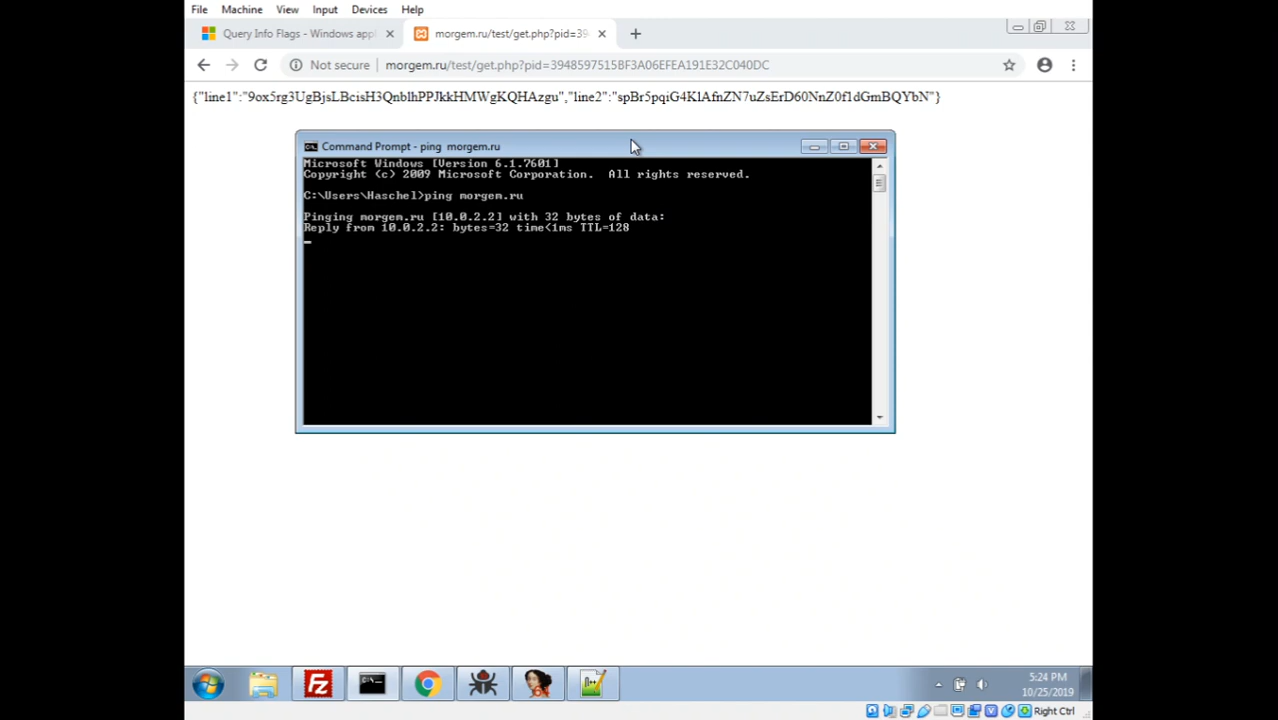 File Machine View Input Devices Help
Query Info Flags - Windows appl morgem.ru/test/get.php?pid=39
Not secure morgem.ru/test/get.php?pid=3948597515BF3A06EFEA191E32C040DC
{"line1":"9ox5rg3UgBjsLBcisH3QnblhPPJkkHMWgKQHAzgu","line2":"spBr5pqiG4KlAfnZN7uZsErD60NnZ0f1dGmBQYbN"}
Command Prompt - ping morgem.ru
Microsoft Windows [Version 6.1.7601]
Copyright (c) 2009 Microsoft Corporation. All rights reserved.
C:\Users\Haschel>ping morgem.ru
Pinging morgem.ru [10.0.2.2] with 32 bytes of data:
Reply from 10.0.2.2: bytes=32 time<1ms TTL=128
5:24 PM
10/25/2019
Right Ctrl